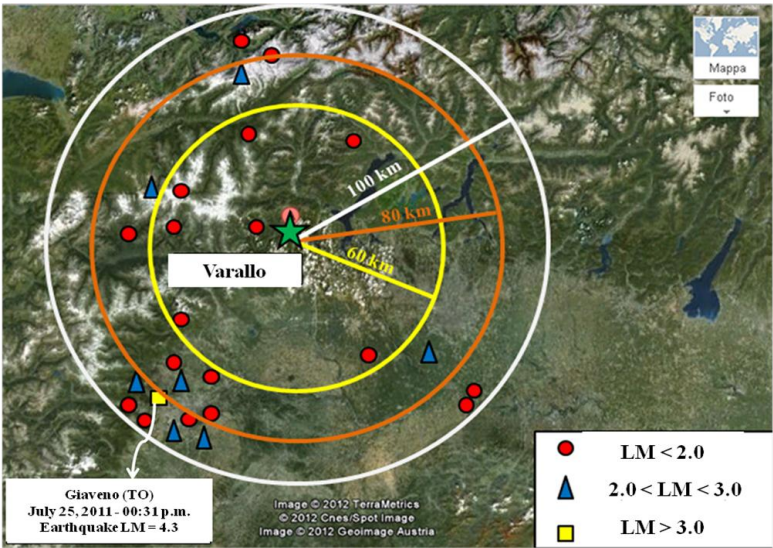 Mappa
Foto
100 km
80 km
60 km
Varallo
LM < 2.0
2.0 < LM < 3.0
LM > 3.0
Giaveno (TO)
July 25, 2011 - 00:31 p.m.
Earthquake LM = 4.3
Image © 2012 TerraMetrics
© 2012 Cnes/Spot Image
Image © 2012 Geoimage Austria